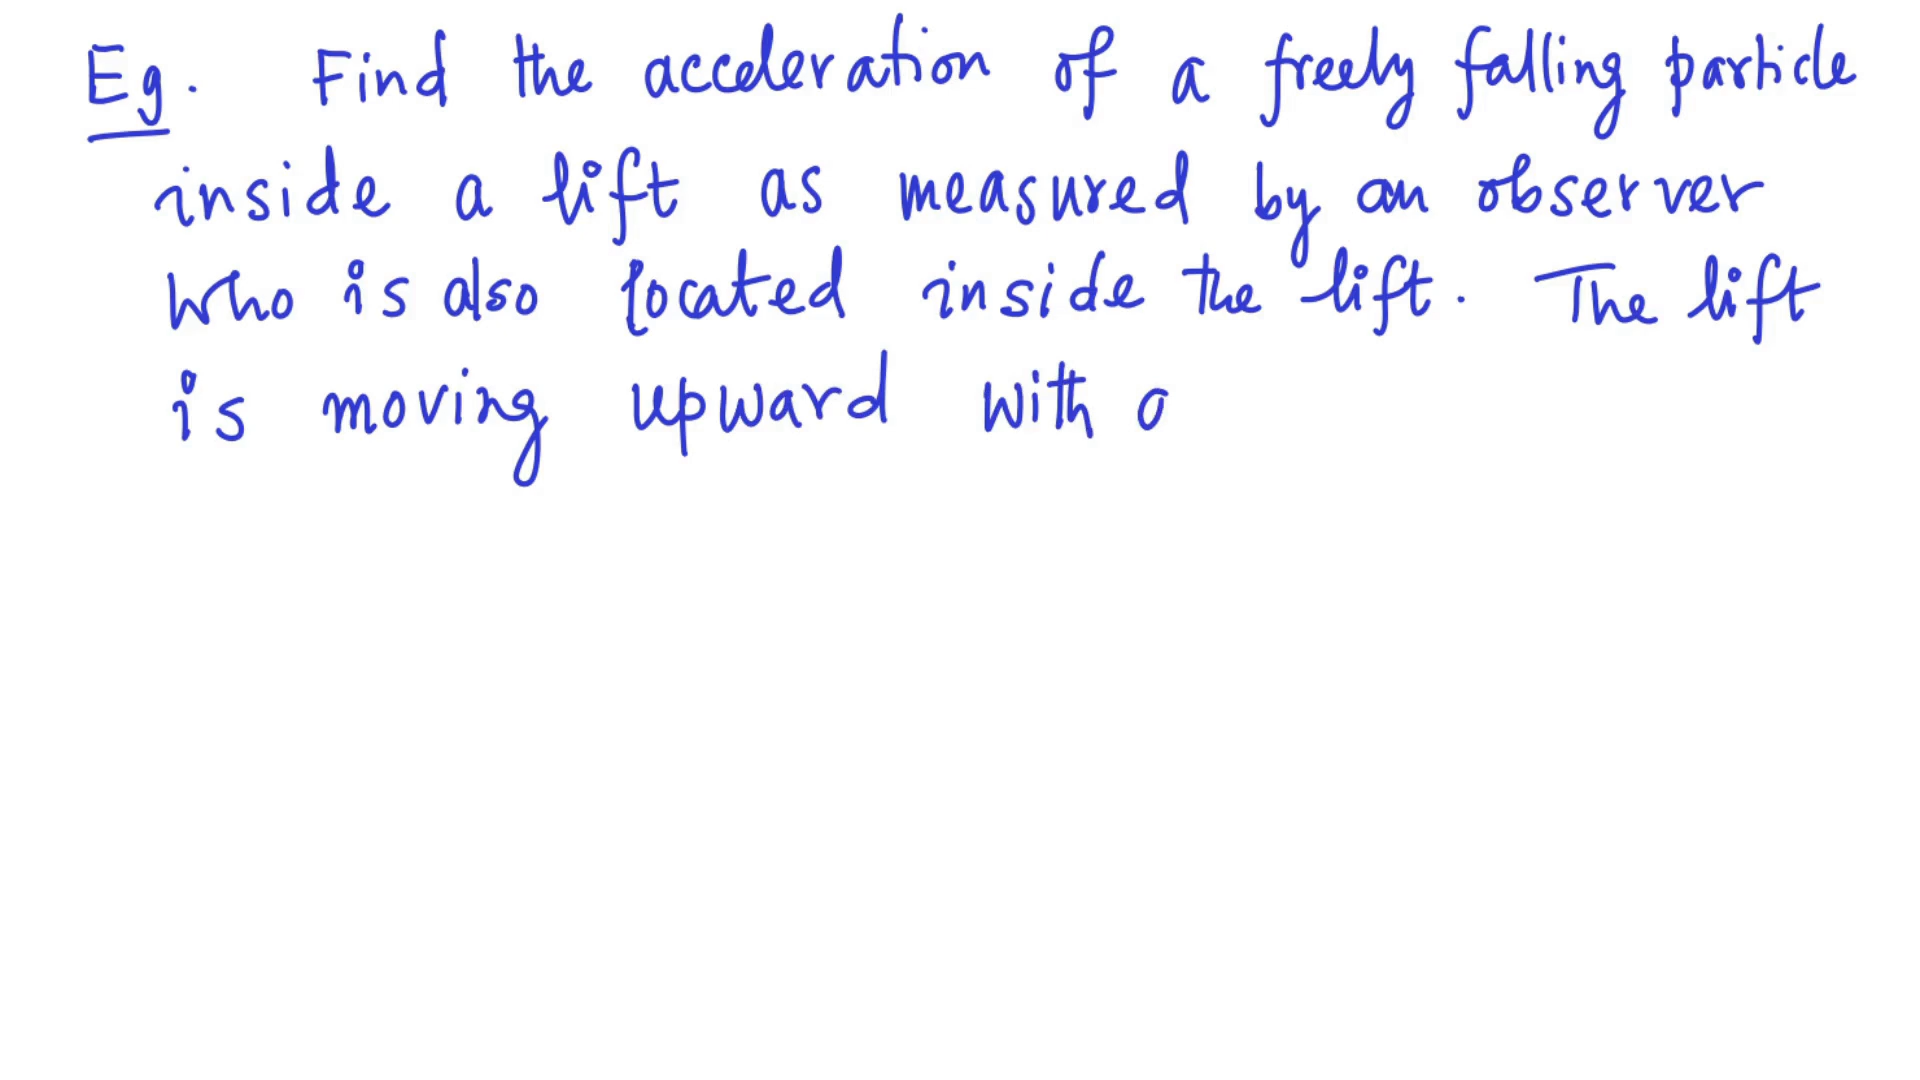 Eg. Find the acceleration of a freely falling particle
inside a lift as measured by an observer
who is also located inside the lift. The lift
is moving upward with a